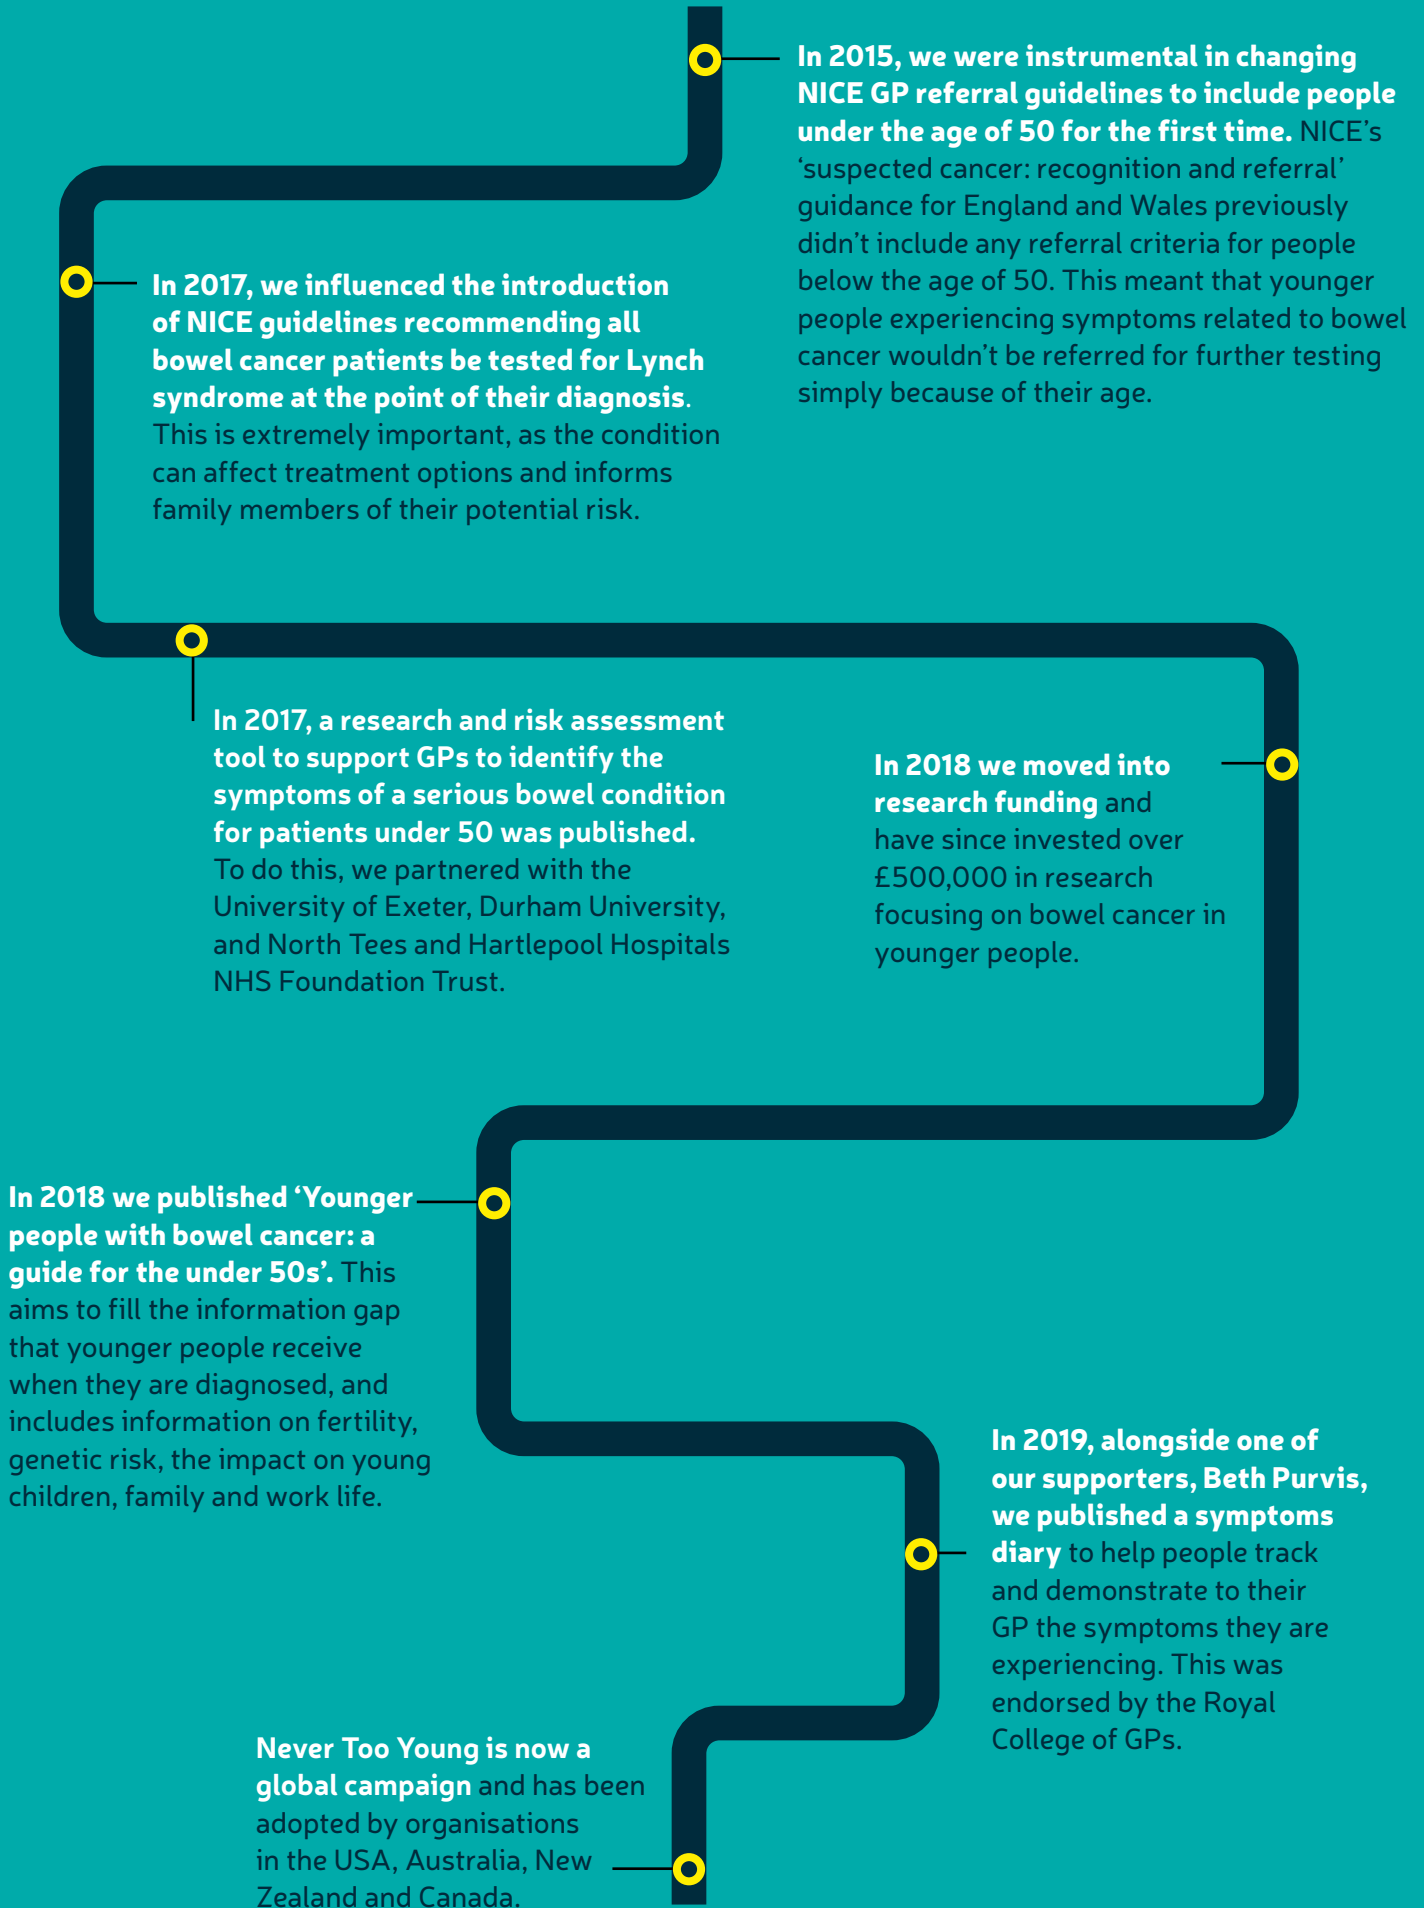 In 2015, we were instrumental in changing
NICE GP referral guidelines to include people
under the age of 50 for the first time. NICE’s
‘suspected cancer: recognition and referral’
guidance for England and Wales previously
didn’t include any referral criteria for people
below the age of 50. This meant that younger
people experiencing symptoms related to bowel
cancer wouldn’t be referred for further testing
simply because of their age.
In 2017, we influenced the introduction
of NICE guidelines recommending all
bowel cancer patients be tested for Lynch
syndrome at the point of their diagnosis.
This is extremely important, as the condition
can affect treatment options and informs
family members of their potential risk.
In 2017, a research and risk assessment
tool to support GPs to identify the
symptoms of a serious bowel condition
for patients under 50 was published.
To do this, we partnered with the
University of Exeter, Durham University,
and North Tees and Hartlepool Hospitals
NHS Foundation Trust.
In 2018 we moved into
research funding and
have since invested over
£500,000 in research
focusing on bowel cancer in
younger people.
In 2018 we published ‘Younger
people with bowel cancer: a
guide for the under 50s’. This
aims to fill the information gap
that younger people receive
when they are diagnosed, and
includes information on fertility,
genetic risk, the impact on young
children, family and work life.
In 2019, alongside one of
our supporters, Beth Purvis,
we published a symptoms
diary to help people track
and demonstrate to their
GP the symptoms they are
experiencing. This was
endorsed by the Royal
College of GPs.
Never Too Young is now a
global campaign and has been
adopted by organisations
in the USA, Australia, New
Zealand and Canada.